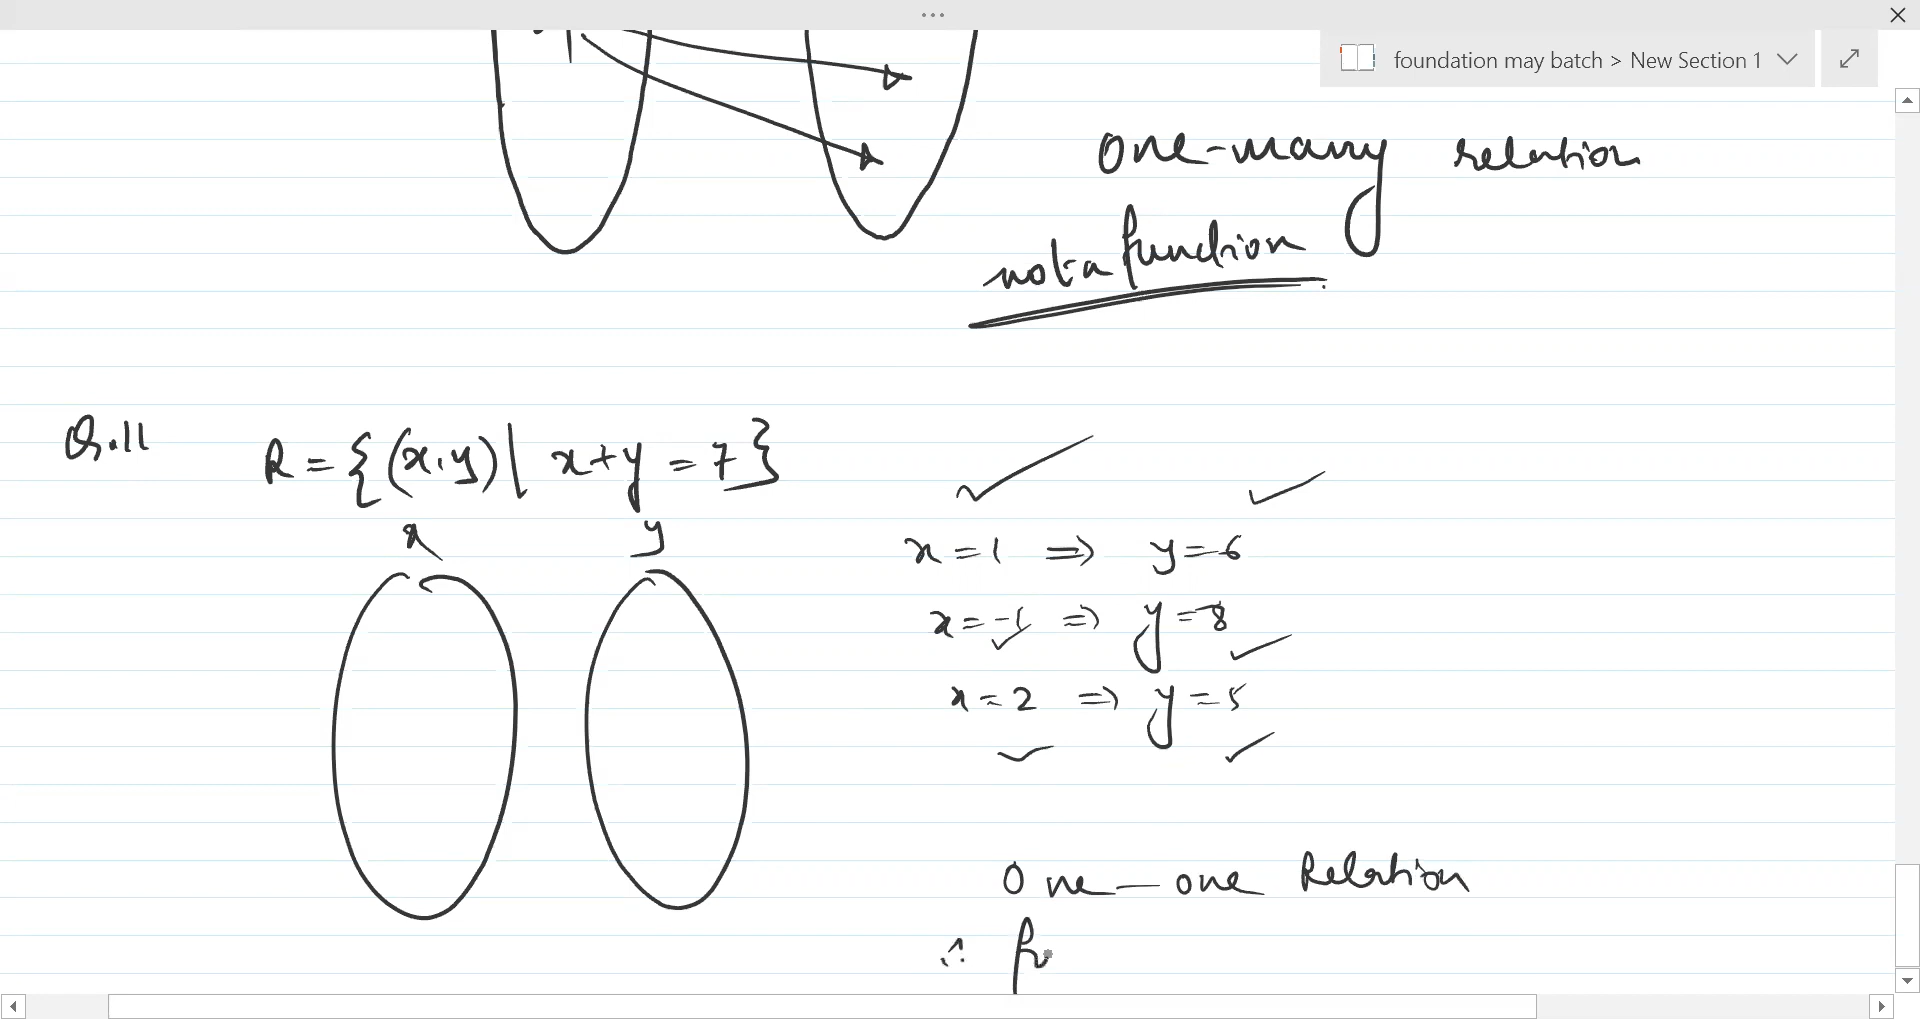 foundation may batch > New Section 1
One-many relation
not a function
Q.11 R = {(x,y) | x+y = 7}
x y
x = 1 ⇒ y = 6
x = -1 ⇒ y = 8
x = 2 ⇒ y = 5
One-one Relation
∴